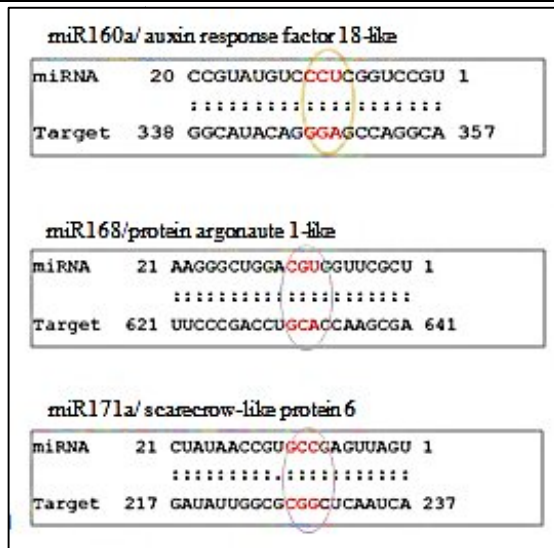 miR160a/ auxin response factor 18-like
miRNA 20 CCGUAUGUCCCUCGGUCCGU 1
::::::::::::::::::::
Target 338 GGCAUACAGGGAGCCAGGCA 357
miR168/protein argonaute 1-like
miRNA 21 AAGGGCUGGACGUGGUUCGCU 1
:::::::::::::::::::::
Target 621 UUCCCGACCUGCACCAAGCGA 641
miR171a/ scarecrow-like protein 6
miRNA 21 CUAUAACCGUGCCGAGUUAGU 1
:::::::::.:::::::::::
Target 217 GAUAUUGGCGCGGCUCAAUCA 237